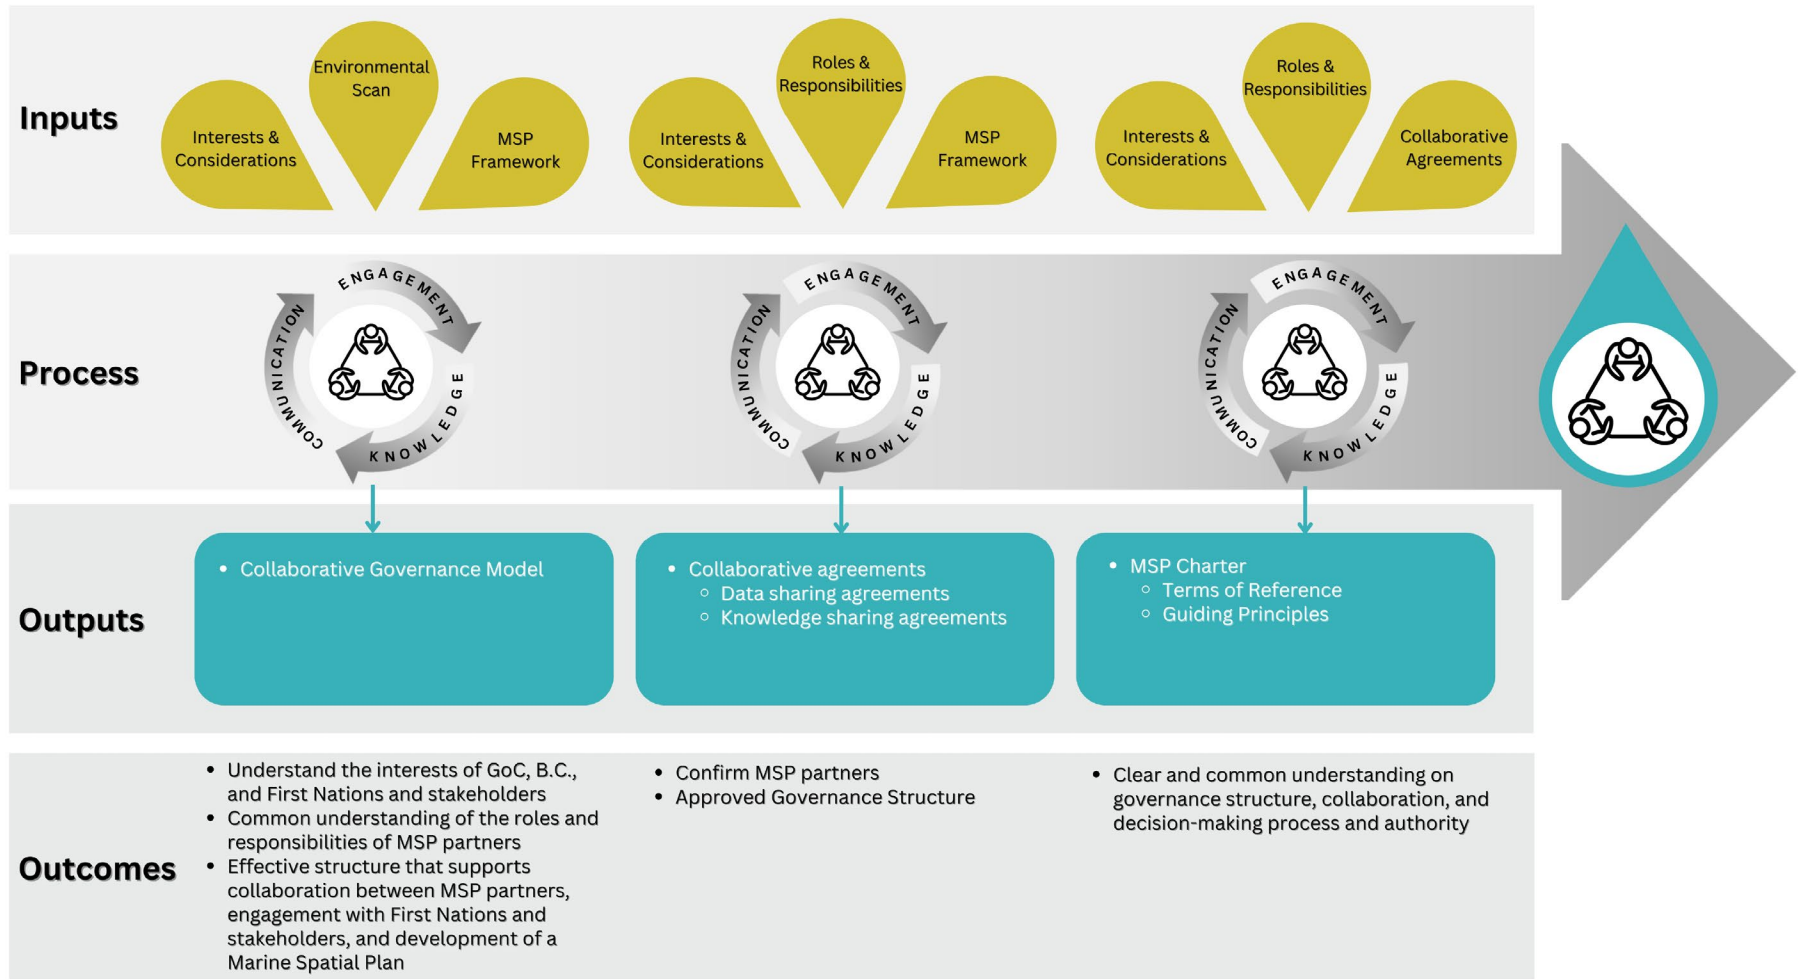 Inputs
Interests &
Considerations
Environmental
Scan
MSP
Framework
Interests &
Considerations
Roles &
Responsibilities
MSP
Framework
Interests &
Considerations
Roles &
Responsibilities
Collaborative
Agreements
Process
ENGAGEMENT
KNOWLEDGE
COMMUNICATION
ENGAGEMENT
KNOWLEDGE
COMMUNICATION
ENGAGEMENT
KNOWLEDGE
COMMUNICATION
Outputs
• Collaborative Governance Model
• Collaborative agreements
○ Data sharing agreements
○ Knowledge sharing agreements
• MSP Charter
○ Terms of Reference
○ Guiding Principles
Outcomes
• Understand the interests of GoC, B.C.,
and First Nations and stakeholders
• Common understanding of the roles and
responsibilities of MSP partners
• Effective structure that supports
collaboration between MSP partners,
engagement with First Nations and
stakeholders, and development of a
Marine Spatial Plan
• Confirm MSP partners
• Approved Governance Structure
• Clear and common understanding on
governance structure, collaboration, and
decision-making process and authority